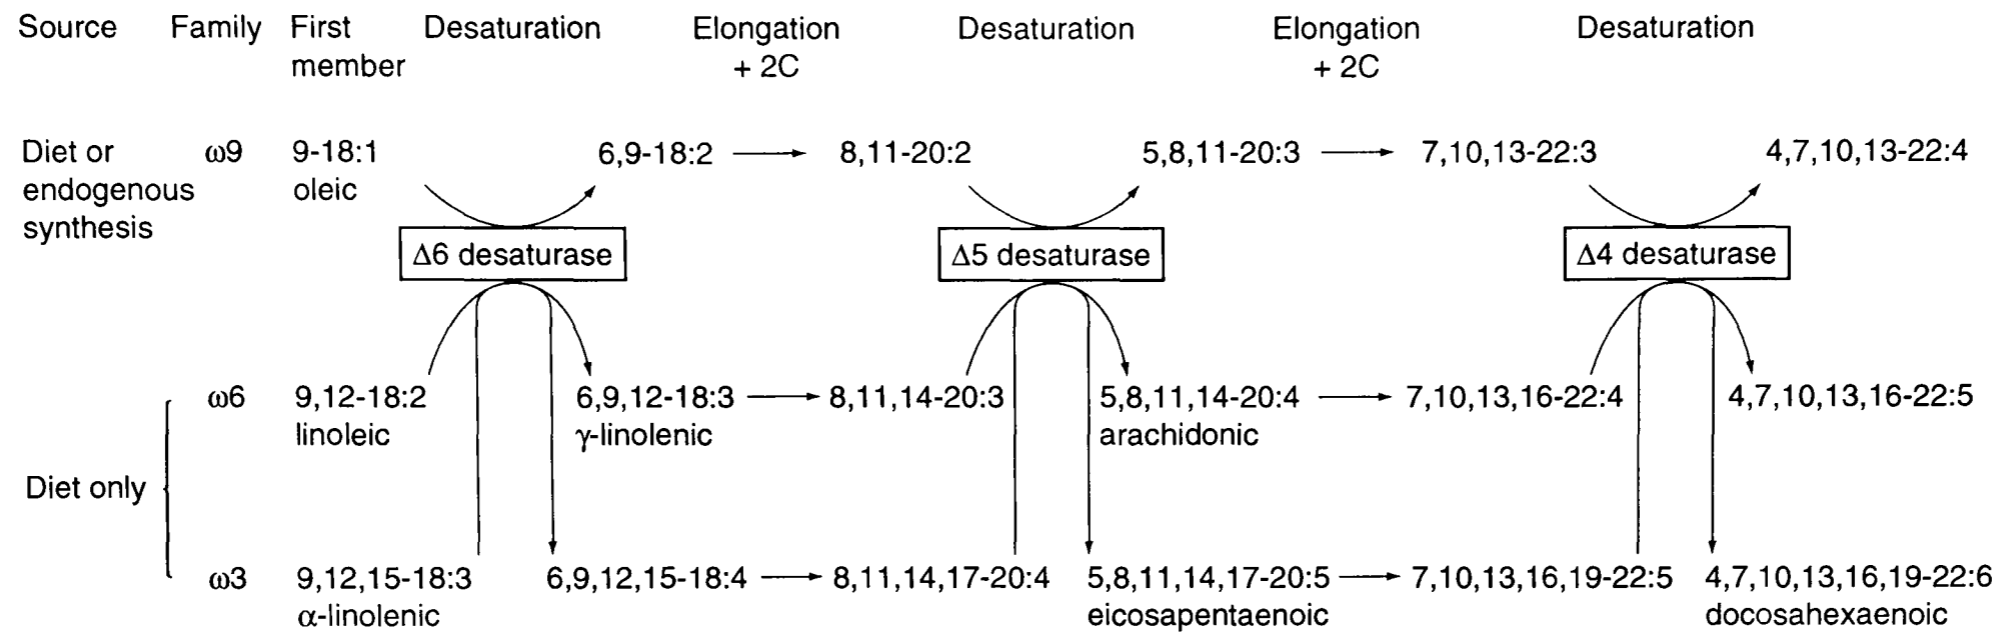 Source Family First Desaturation Elongation Desaturation Elongation Desaturation
member + 2C + 2C
Diet or ω9 9-18:1 6,9-18:2 8,11-20:2 5,8,11-20:3 7,10,13-22:3 4,7,10,13-22:4
endogenous oleic
synthesis
Δ6 desaturase Δ5 desaturase Δ4 desaturase
ω6 9,12-18:2 6,9,12-18:3 8,11,14-20:3 5,8,11,14-20:4 7,10,13,16-22:4 4,7,10,13,16-22:5
linoleic γ-linolenic arachidonic
Diet only
ω3 9,12,15-18:3 6,9,12,15-18:4 8,11,14,17-20:4 5,8,11,14,17-20:5 7,10,13,16,19-22:5 4,7,10,13,16,19-22:6
α-linolenic eicosapentaenoic docosahexaenoic